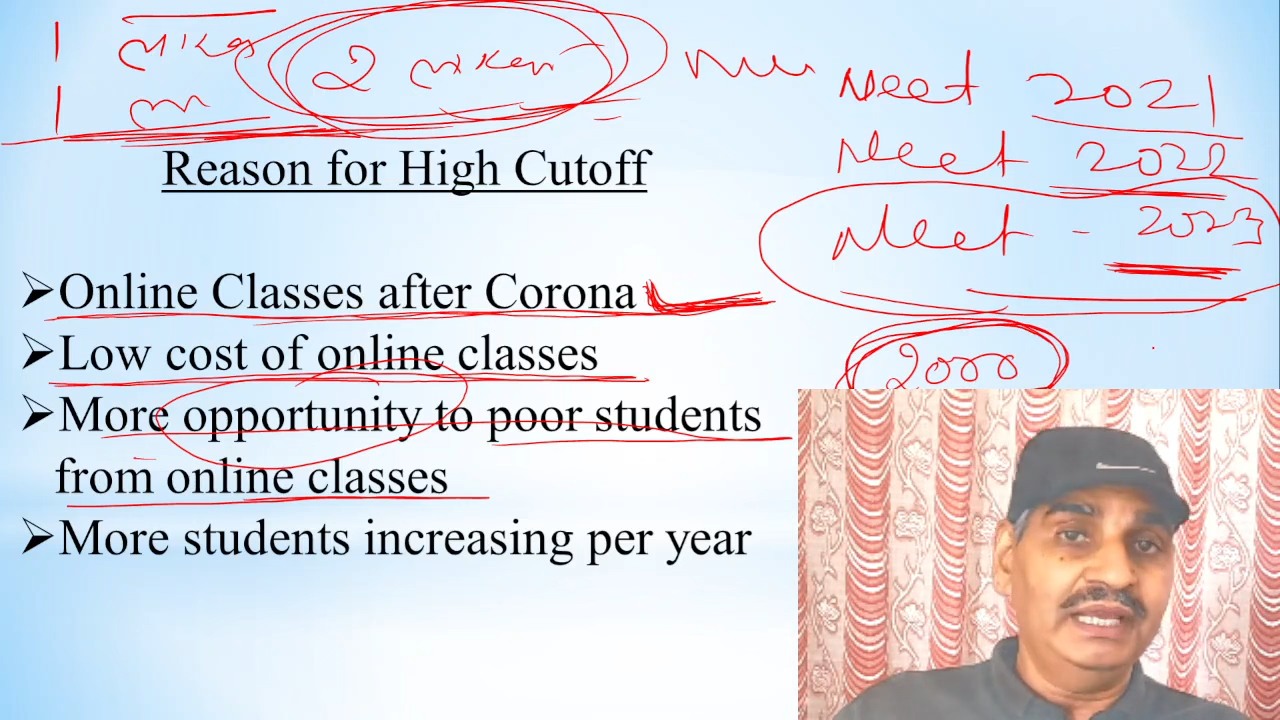 1 लाख 2 लाख
1
Neet 2021
Neet 2022
Neet - 2023
2000
Reason for High Cutoff
➢Online Classes after Corona
➢Low cost of online classes
➢More opportunity to poor students
from online classes
➢More students increasing per year